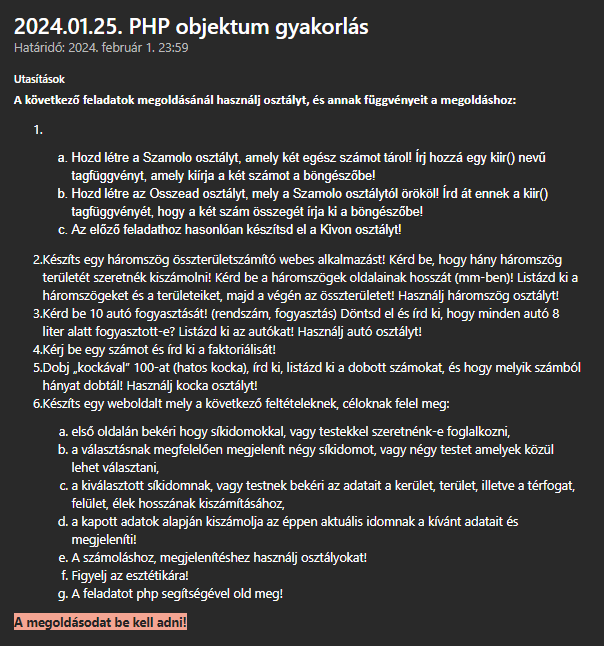 2024.01.25. PHP objektum gyakorlás
Határidő: 2024. február 1. 23:59
Utasítások
A következő feladatok megoldásánál használj osztályt, és annak függvényeit a megoldáshoz:
1.
a. Hozd létre a Szamolo osztályt, amely két egész számot tárol! Írj hozzá egy kiir() nevű
tagfüggvényt, amely kiírja a két számot a böngészőbe!
b. Hozd létre az Osszead osztályt, mely a Szamolo osztálytól örököl! Írd át ennek a kiir()
tagfüggvényét, hogy a két szám összegét írja ki a böngészőbe!
c. Az előző feladathoz hasonlóan készítsd el a Kivon osztályt!
2.Készíts egy háromszög összterületszámító webes alkalmazást! Kérd be, hogy hány háromszög
területét szeretnék kiszámolni! Kérd be a háromszögek oldalainak hosszát (mm-ben)! Listázd ki a
háromszögeket és a területeiket, majd a végén az összterületet! Használj háromszög osztályt!
3.Kérd be 10 autó fogyasztását! (rendszám, fogyasztás) Döntsd el és írd ki, hogy minden autó 8
liter alatt fogyasztott-e? Listázd ki az autókat! Használj autó osztályt!
4.Kérj be egy számot és írd ki a faktoriálisát!
5.Dobj „kockával” 100-at (hatos kocka), írd ki, listázd ki a dobott számokat, és hogy melyik számból
hányat dobtál! Használj kocka osztályt!
6.Készíts egy weboldalt mely a következő feltételeknek, céloknak felel meg:
a. első oldalán bekéri hogy síkidomokkal, vagy testekkel szeretnénk-e foglalkozni,
b. a választásnak megfelelően megjelenít négy síkidomot, vagy négy testet amelyek közül
lehet választani,
c. a kiválasztott síkidomnak, vagy testnek bekéri az adatait a kerület, terület, illetve a térfogat,
felület, élek hosszának kiszámításához,
d. a kapott adatok alapján kiszámolja az éppen aktuális idomnak a kívánt adatait és
megjeleníti!
e. A számoláshoz, megjelenítéshez használj osztályokat!
f. Figyelj az esztétikára!
g. A feladatot php segítségével old meg!
A megoldásodat be kell adni!